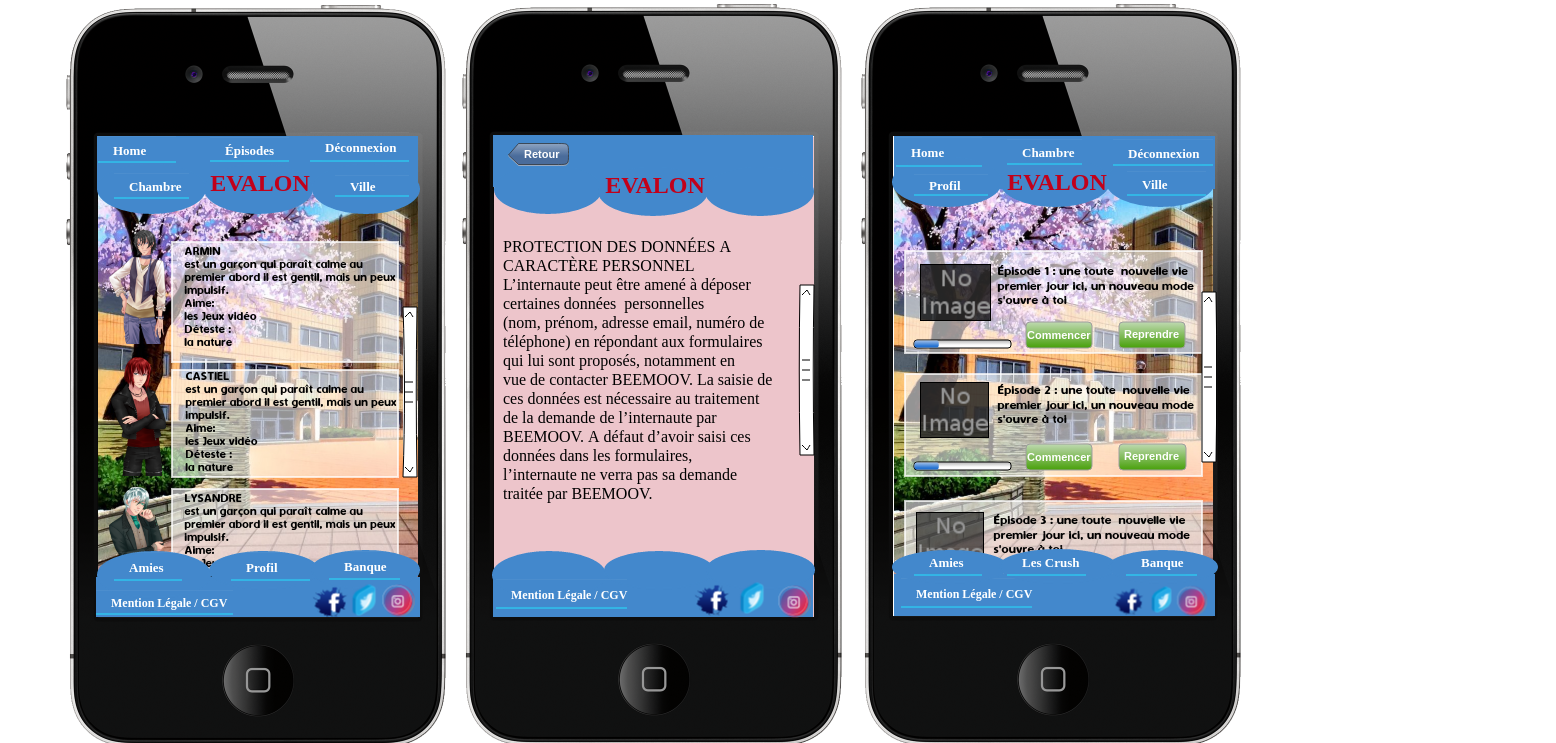 Home
Épisodes
Déconnexion
Chambre
EVALON
Ville
ARMIN
est un garçon qui paraît calme au
premier abord il est gentil, mais un peux
impulsif.
Aime:
les jeux vidéo
Déteste :
la nature
CASTIEL
est un garçon qui paraît calme au
premier abord il est gentil, mais un peux
impulsif.
Aime:
les jeux vidéo
Déteste :
la nature
LYSANDRE
est un garçon qui paraît calme au
premier abord il est gentil, mais un peux
impulsif.
Aime:
Amies
Profil
Banque
Mention Légale / CGV
Retour
EVALON
PROTECTION DES DONNÉES A
CARACTÈRE PERSONNEL
L’internaute peut être amené à déposer
certaines données  personnelles
(nom, prénom, adresse email, numéro de
téléphone) en répondant aux formulaires
qui lui sont proposés, notamment en
vue de contacter BEEMOOV. La saisie de
ces données est nécessaire au traitement
de la demande de l’internaute par
BEEMOOV. A défaut d’avoir saisi ces
données dans les formulaires,
l’internaute ne verra pas sa demande
traitée par BEEMOOV.
Mention Légale / CGV
Home
Chambre
Déconnexion
Profil
EVALON
Ville
No
Image
Épisode 1 : une toute  nouvelle vie
premier jour ici, un nouveau mode
s'ouvre à toi
Commencer
Reprendre
No
Image
Épisode 2 : une toute  nouvelle vie
premier jour ici, un nouveau mode
s'ouvre à toi
Commencer
Reprendre
No
Épisode 3 : une toute  nouvelle vie
premier jour ici, un nouveau mode
s'ouvre à toi
Amies
Les Crush
Banque
Mention Légale / CGV